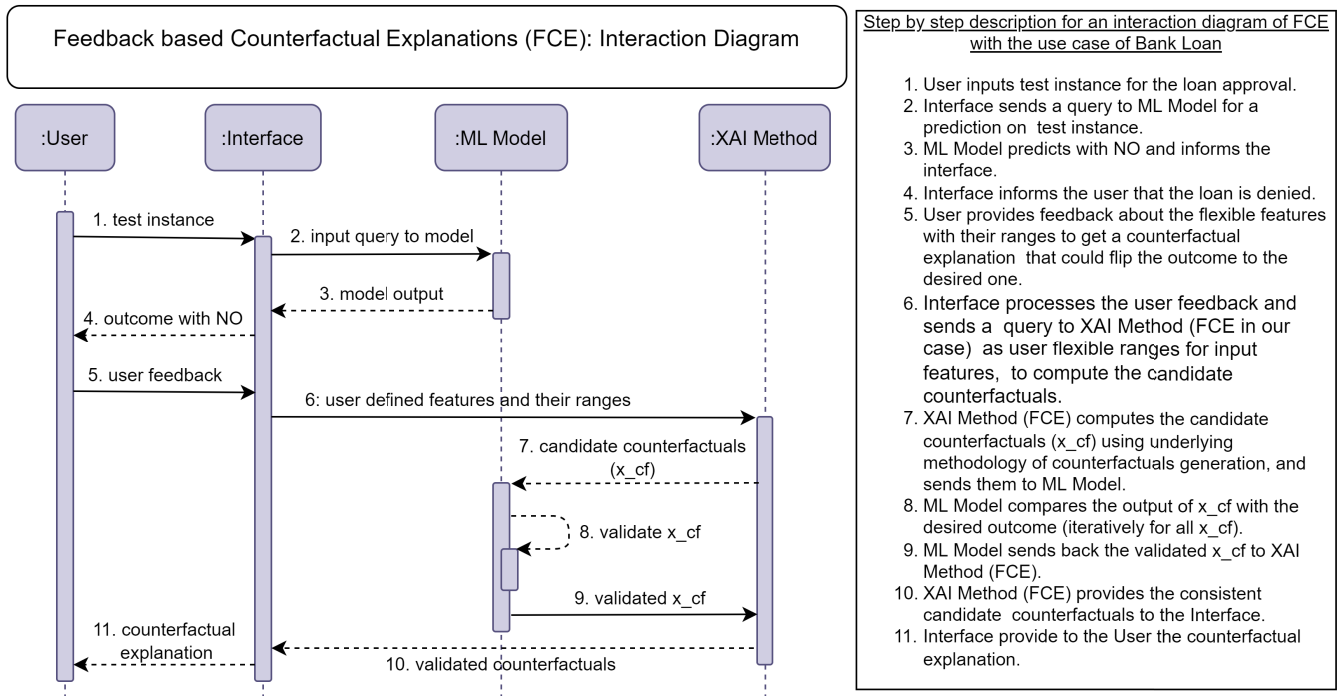 Feedback based Counterfactual Explanations (FCE): Interaction Diagram
:User
:Interface
:ML Model
:XAI Method
1. test instance
2. input query to model
3. model output
4. outcome with NO
5. user feedback
6: user defined features and their ranges
7. candidate counterfactuals
(x_cf)
8. validate x_cf
9. validated x_cf
10. validated counterfactuals
11. counterfactual
explanation
Step by step description for an interaction diagram of FCE
with the use case of Bank Loan
1. User inputs test instance for the loan approval.
2. Interface sends a query to ML Model for a
prediction on test instance.
3. ML Model predicts with NO and informs the
interface.
4. Interface informs the user that the loan is denied.
5. User provides feedback about the flexible features
with their ranges to get a counterfactual
explanation that could flip the outcome to the
desired one.
6. Interface processes the user feedback and
sends a query to XAI Method (FCE in our
case) as user flexible ranges for input
features, to compute the candidate
counterfactuals.
7. XAI Method (FCE) computes the candidate
counterfactuals (x_cf) using underlying
methodology of counterfactuals generation, and
sends them to ML Model.
8. ML Model compares the output of x_cf with the
desired outcome (iteratively for all x_cf).
9. ML Model sends back the validated x_cf to XAI
Method (FCE).
10. XAI Method (FCE) provides the consistent
candidate counterfactuals to the Interface.
11. Interface provide to the User the counterfactual
explanation.